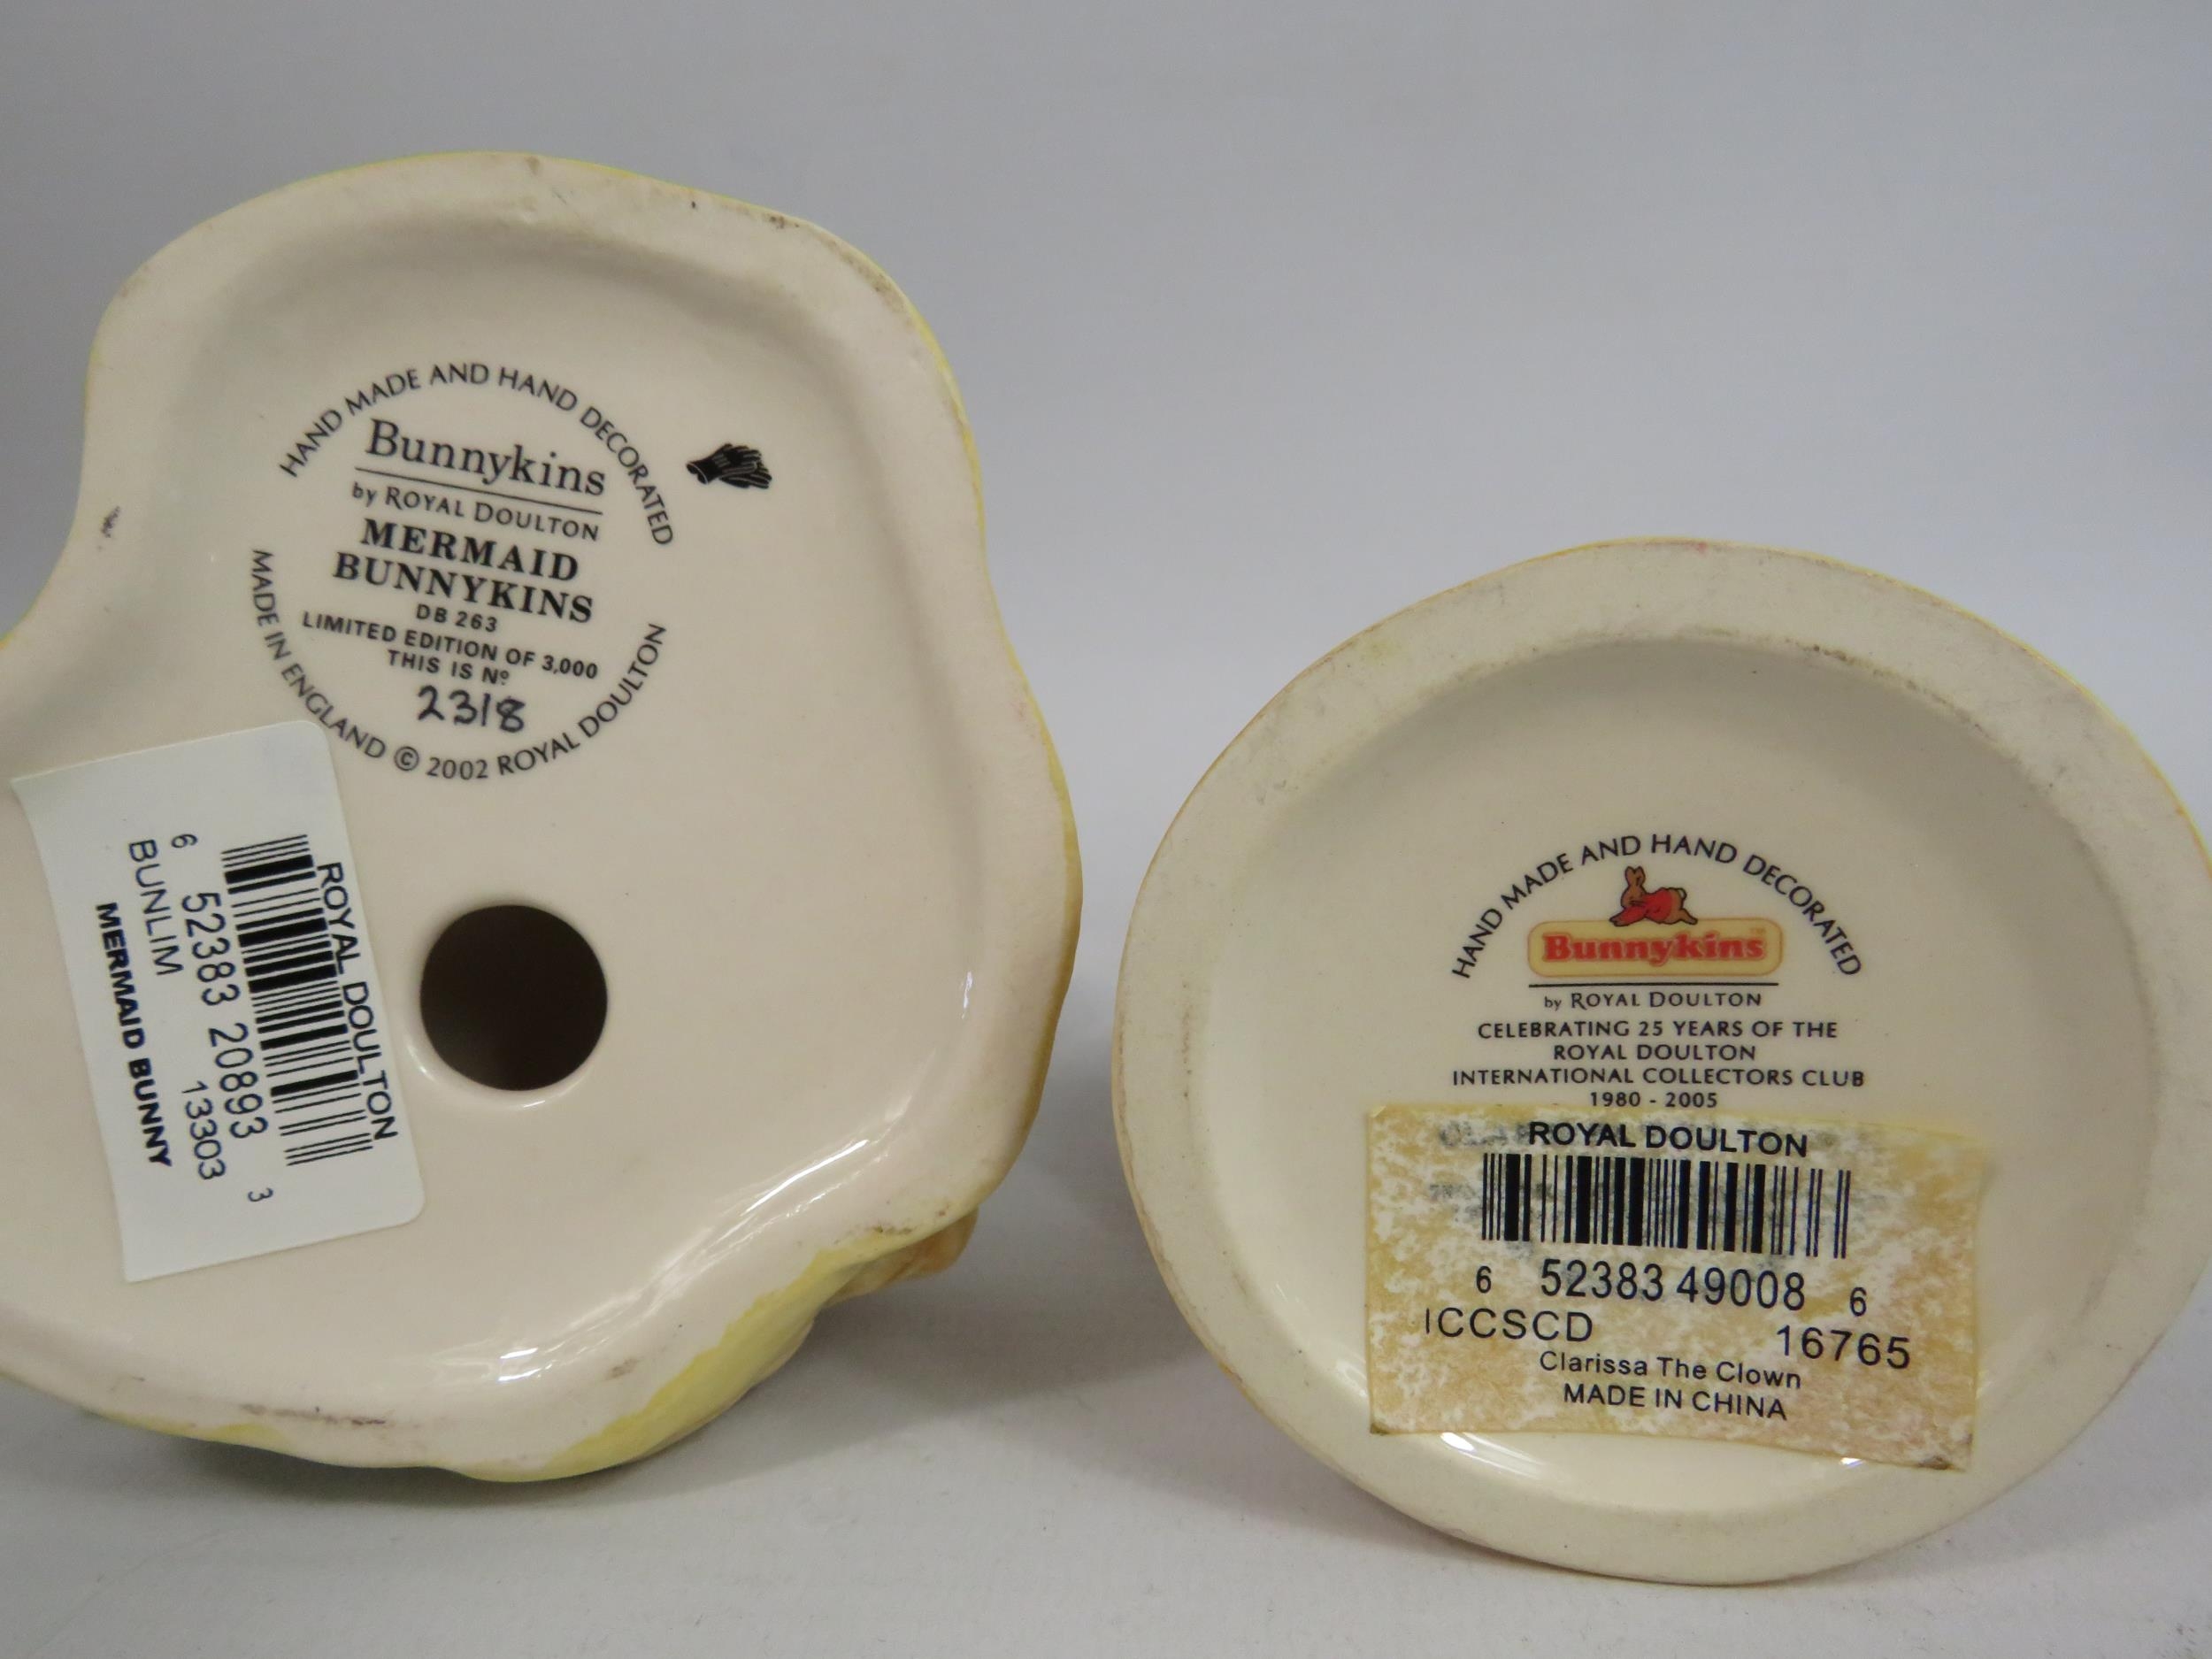 HAND MADE AND HAND DECORATED
Bunnykins
by ROYAL DOULTON
MERMAID
BUNNYKINS
DB 263
LIMITED EDITION OF 3,000
THIS IS Nº
2318
MADE IN ENGLAND © 2002 ROYAL DOULTON
ROYAL DOULTON
6 52383 20893 3
BUNLIM 13303
MERMAID BUNNY
HAND MADE AND HAND DECORATED
Bunnykins™
by ROYAL DOULTON
CELEBRATING 25 YEARS OF THE
ROYAL DOULTON
INTERNATIONAL COLLECTORS CLUB
1980 - 2005
ROYAL DOULTON
6 52383 49008 6
ICCSCD 16765
Clarissa The Clown
MADE IN CHINA